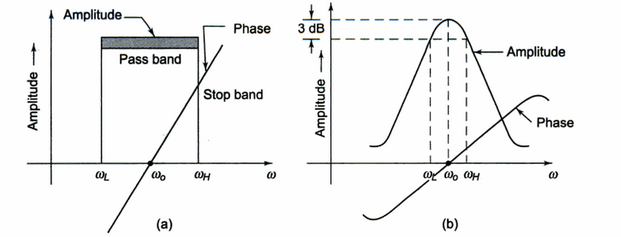 Amplitude
Phase
Pass band
Stop band
Amplitude
ωL ωo ωH ω
(a)
3 dB
Amplitude
Amplitude
Phase
ωL ωo ωH ω
(b)